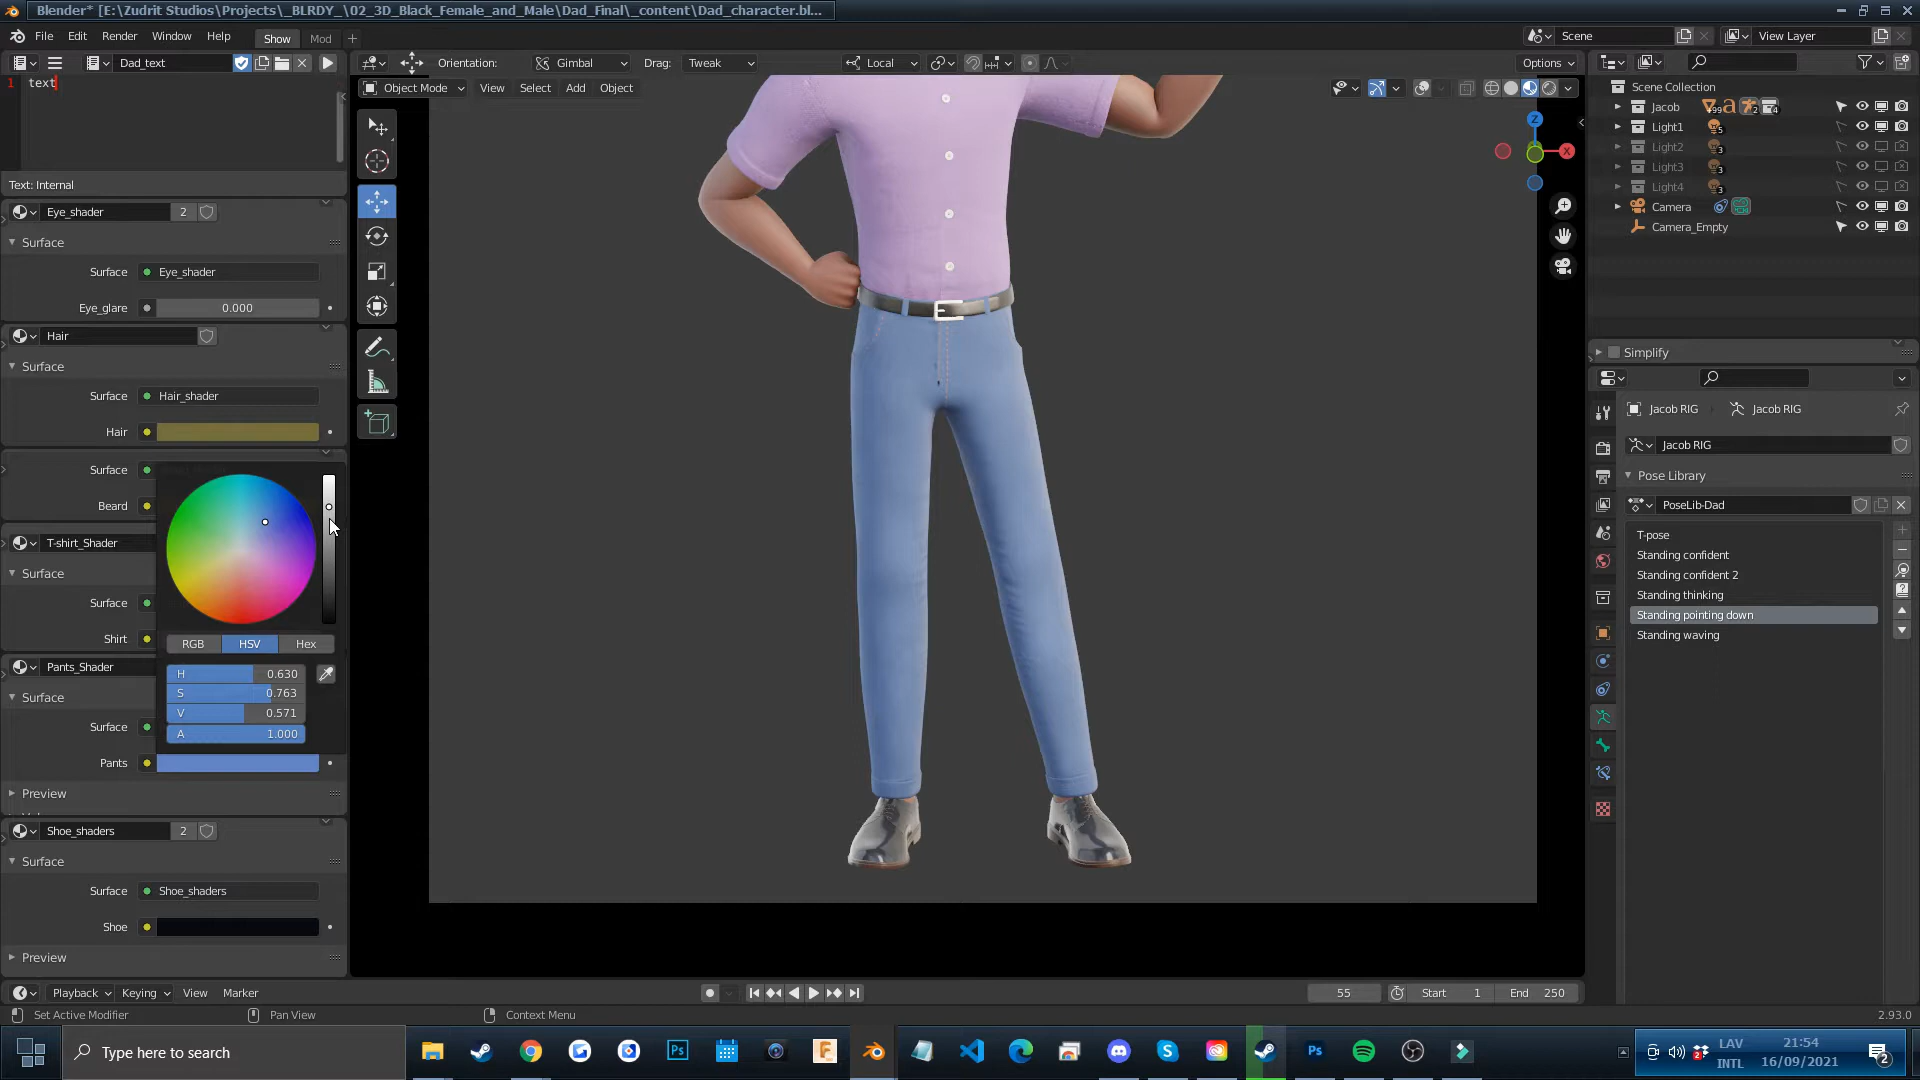 Blender* [E:\Zudrit Studios\Projects\_BLRDY_\02_3D_Black_Female_and_Male\Dad_Final\_content\Dad_character.bl...
File Edit Render Window Help Show Mod Scene View Layer
Dad_text Orientation: Gimbal Drag: Tweak Local Options
1 text
Object Mode View Select Add Object
Scene Collection
Jacob
Light1
Light2
Light3
Light4
Camera
Camera_Empty
Z
X
Text: Internal
Eye_shader 2
Surface
Surface Eye_shader
Eye_glare 0.000
Hair
Surface
Surface Hair_shader
Hair
Surface
Beard
T-shirt_Shader
Surface
Surface
Shirt
Pants_Shader
Surface
Surface
RGB HSV Hex
H 0.630
S 0.763
V 0.571
A 1.000
Pants
Preview
Shoe_shaders 2
Surface
Surface Shoe_shaders
Shoe
Preview
Simplify
Jacob RIG Jacob RIG
Jacob RIG
Pose Library
PoseLib-Dad
T-pose
Standing confident
Standing confident 2
Standing thinking
Standing pointing down
Standing waving
Playback Keying View Marker 55 Start 1 End 250
Set Active Modifier Pan View Context Menu 2.93.0
Type here to search
LAV
INTL
21:54
16/09/2021
2